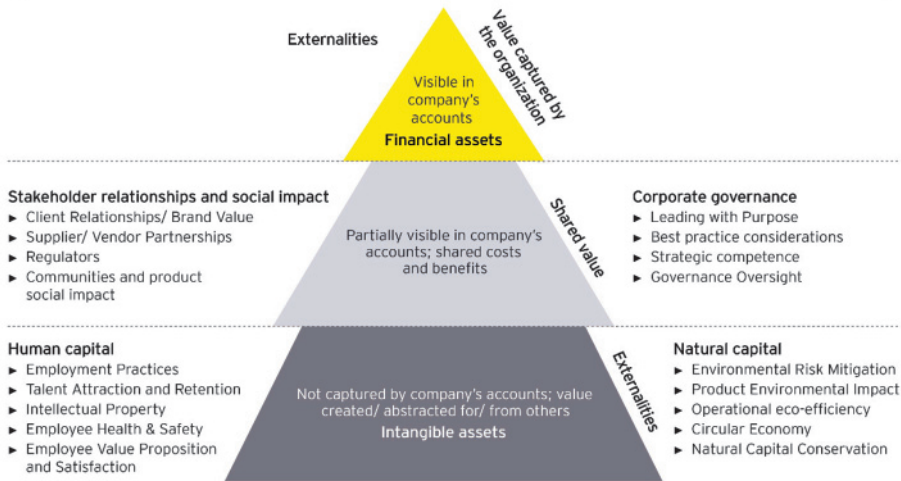 Externalities
Value captured by
the organization
Visible in
company's
accounts
Financial assets
Stakeholder relationships and social impact
► Client Relationships/ Brand Value
► Supplier/ Vendor Partnerships
► Regulators
► Communities and product
social impact
Partially visible in company's
accounts; shared costs
and benefits
Shared value
Corporate governance
► Leading with Purpose
► Best practice considerations
► Strategic competence
► Governance Oversight
Human capital
► Employment Practices
► Talent Attraction and Retention
► Intellectual Property
► Employee Health & Safety
► Employee Value Proposition
and Satisfaction
Not captured by company's accounts; value
created/ abstracted for/ from others
Intangible assets
Externalities
Natural capital
► Environmental Risk Mitigation
► Product Environmental Impact
► Operational eco-efficiency
► Circular Economy
► Natural Capital Conservation